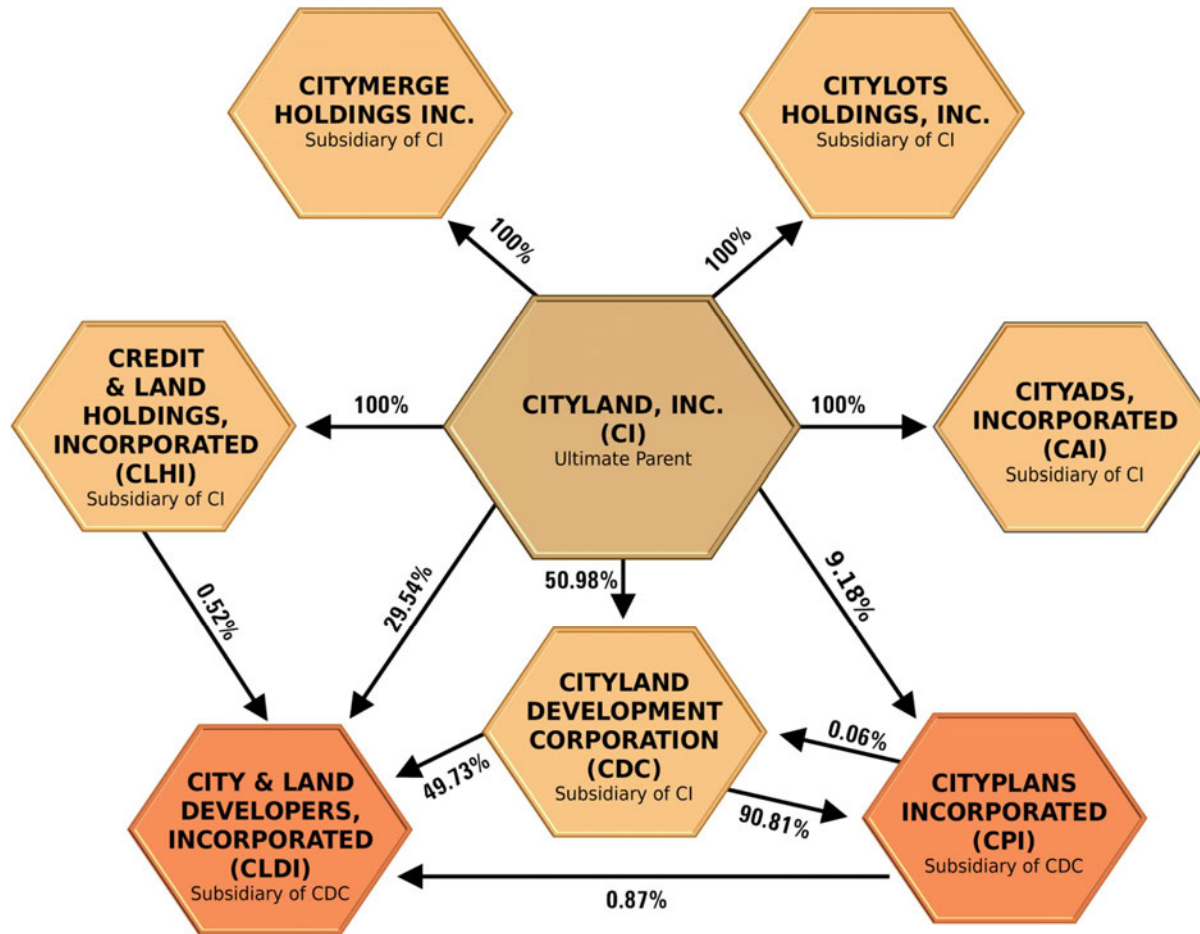 CITYMERGE
HOLDINGS INC.
Subsidiary of CI
CITYLOTS
HOLDINGS, INC.
Subsidiary of CI
100%
100%
CREDIT
& LAND
HOLDINGS,
INCORPORATED
(CLHI)
Subsidiary of CI
100%
CITYLAND, INC.
(CI)
Ultimate Parent
100%
CITYADS,
INCORPORATED
(CAI)
Subsidiary of CI
0.52%
29.54%
50.98%
9.18%
CITYLAND
DEVELOPMENT
CORPORATION
(CDC)
Subsidiary of CI
49.73%
0.06%
90.81%
CITY & LAND
DEVELOPERS,
INCORPORATED
(CLDI)
Subsidiary of CDC
CITYPLANS
INCORPORATED
(CPI)
Subsidiary of CDC
0.87%